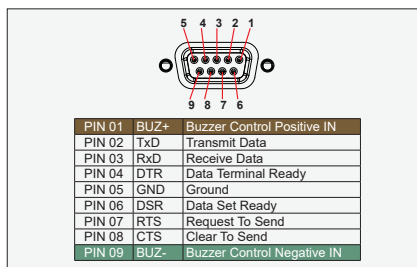 5 4 3 2 1
9 8 7 6
PIN 01 BUZ+ Buzzer Control Positive IN
PIN 02 TxD Transmit Data
PIN 03 RxD Receive Data
PIN 04 DTR Data Terminal Ready
PIN 05 GND Ground
PIN 06 DSR Data Set Ready
PIN 07 RTS Request To Send
PIN 08 CTS Clear To Send
PIN 09 BUZ- Buzzer Control Negative IN